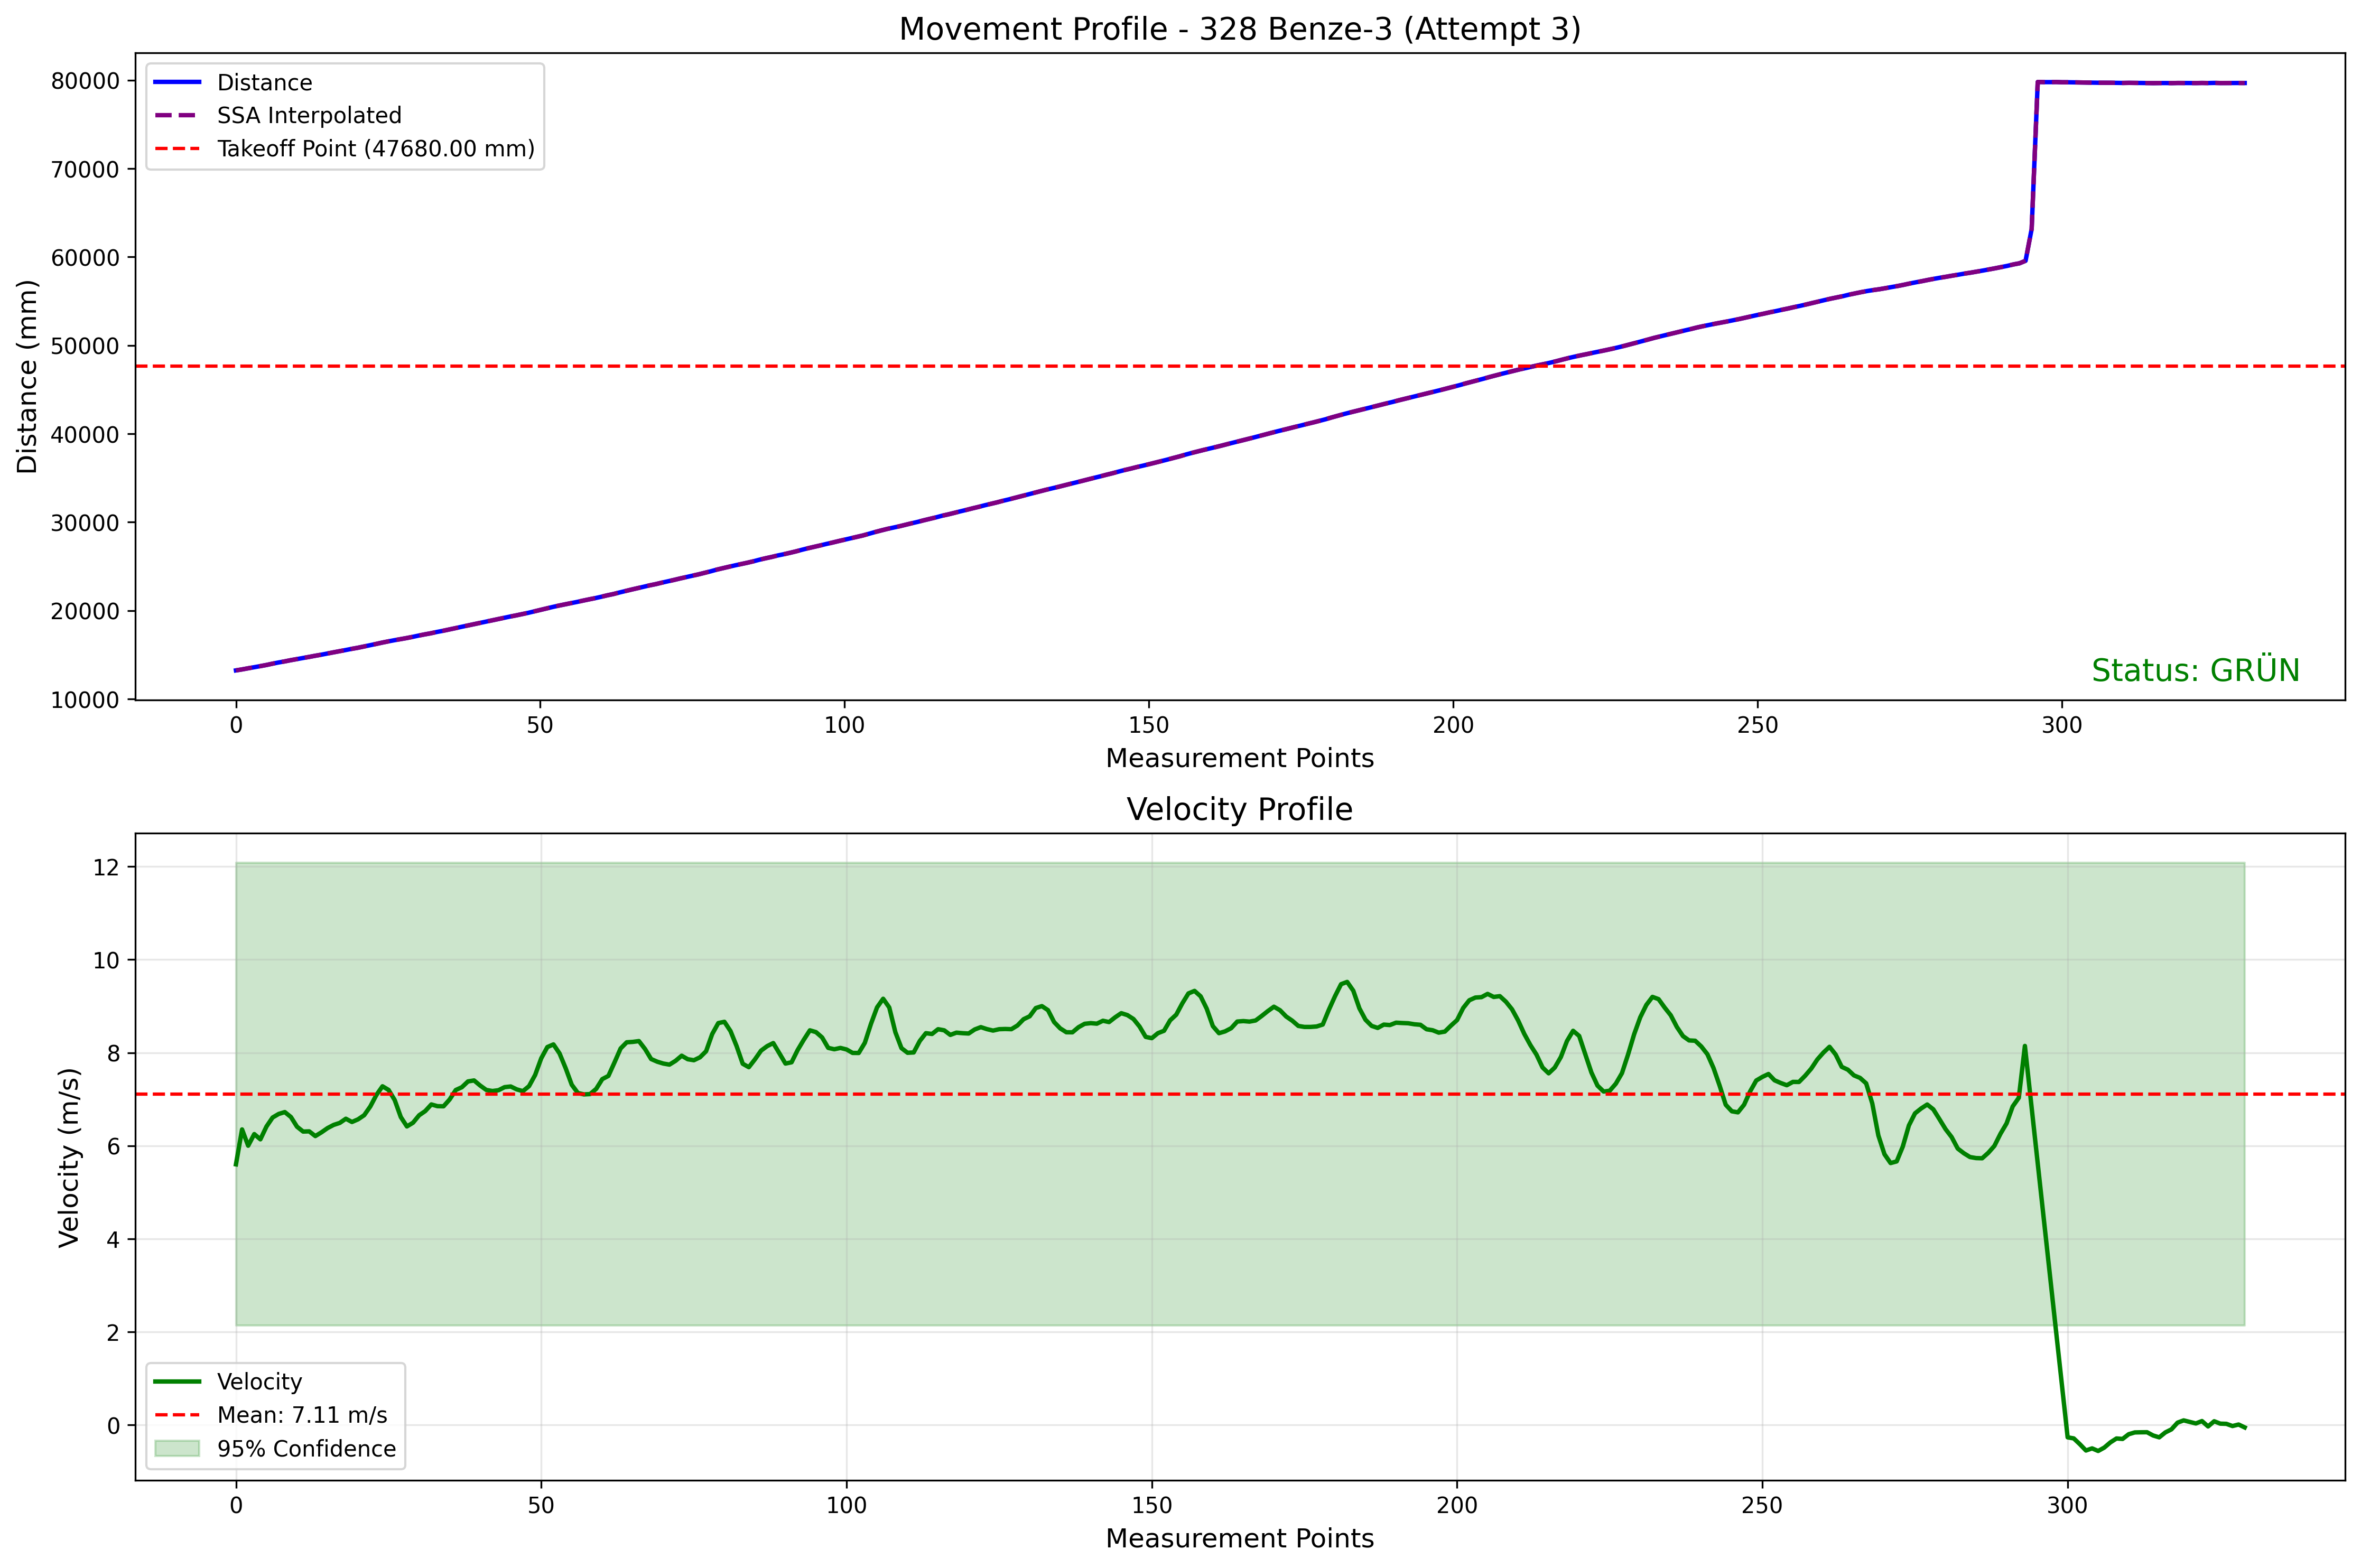 Movement Profile - 328 Benze-3 (Attempt 3)
Distance
SSA Interpolated
Takeoff Point (47680.00 mm)
80000
70000
60000
50000
40000
30000
20000
10000
Distance (mm)
Status: GRÜN
0 50 100 150 200 250 300
Measurement Points
Velocity Profile
12
10
8
6
4
2
0
Velocity (m/s)
Velocity
Mean: 7.11 m/s
95% Confidence
0 50 100 150 200 250 300
Measurement Points